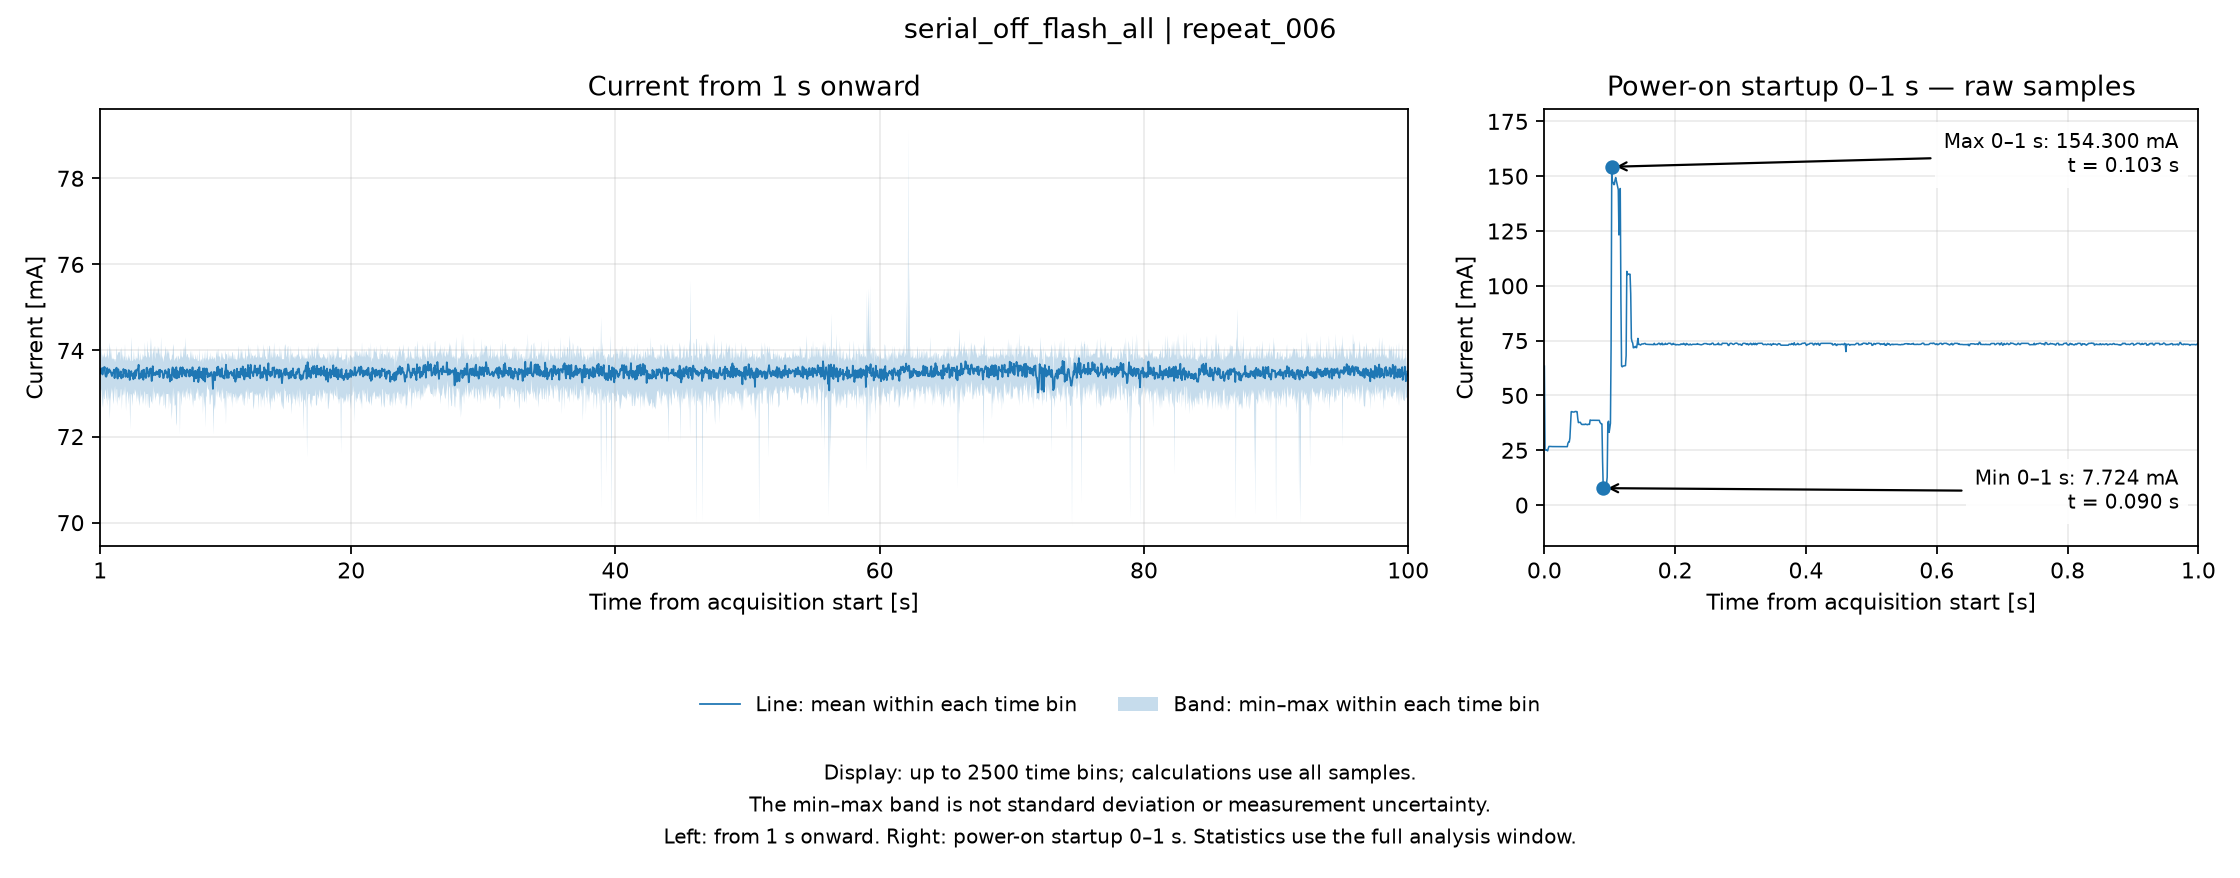 serial_off_flash_all | repeat_006
Current from 1 s onward
Current [mA]
78
76
74
72
70
1
20
40
60
80
100
Time from acquisition start [s]
Power-on startup 0–1 s — raw samples
Current [mA]
175
150
125
100
75
50
25
0
Max 0–1 s: 154.300 mA
t = 0.103 s
Min 0–1 s: 7.724 mA
t = 0.090 s
0.0
0.2
0.4
0.6
0.8
1.0
Time from acquisition start [s]
Line: mean within each time bin
Band: min–max within each time bin
Display: up to 2500 time bins; calculations use all samples.
The min–max band is not standard deviation or measurement uncertainty.
Left: from 1 s onward. Right: power-on startup 0–1 s. Statistics use the full analysis window.